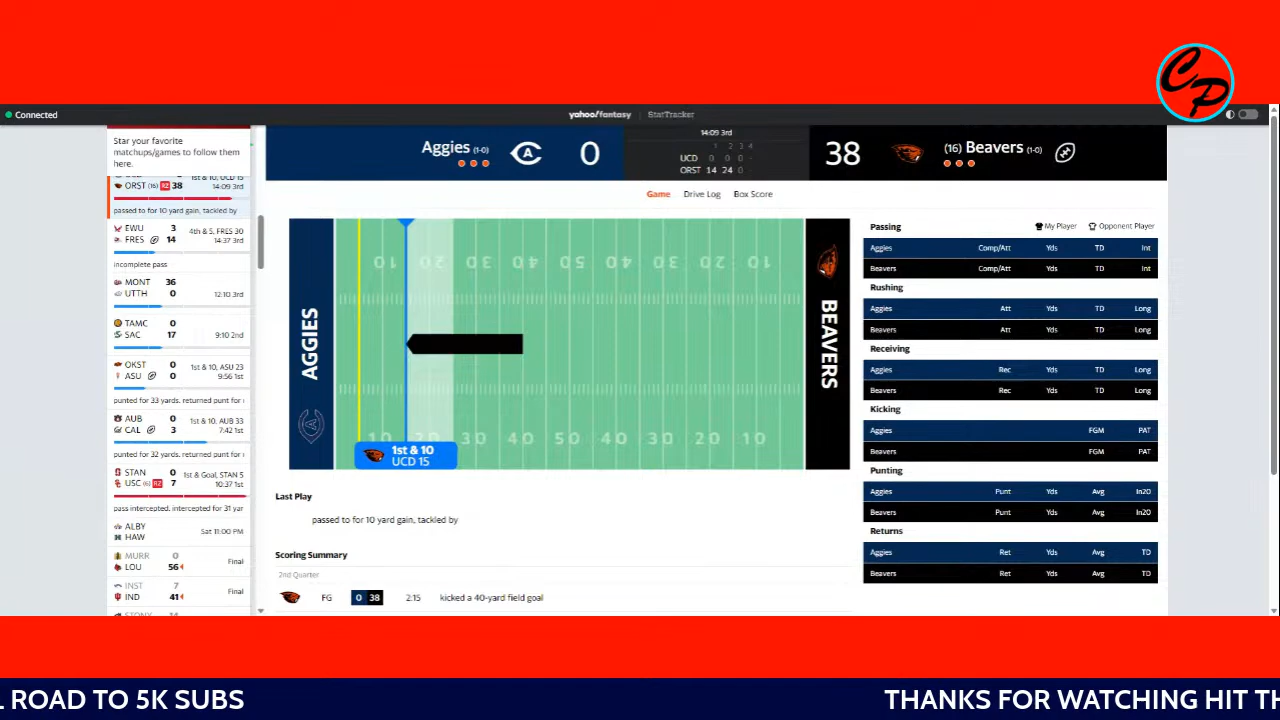 CP
Connected
yahoo!fantasy | StatTracker
Star your favorite
matchups/games to follow them
here.
ORST (16) RZ 38
14:09 3rd
passed to for 10 yard gain, tackled by
EWU 3
FRES 14
4th & 5, FRES 30
14:37 3rd
incomplete pass
MONT 36
UTTH 0
12:10 3rd
TAMC 0
SAC 17
9:10 2nd
OKST 0
ASU 0
1st & 10, ASU 23
9:56 1st
punted for 33 yards, returned punt for
AUB 0
CAL 3
1st & 10, AUB 33
7:42 1st
punted for 32 yards, returned punt for
STAN 0
USC (6) RZ 7
1st & Goal, STAN 5
10:37 1st
pass intercepted, intercepted for 31 yar
ALBY
HAW
Sat 11:00 PM
MURR 0
LOU 56
Final
INST 7
IND 41
Final
Aggies (1-0)
0
14:09 3rd
1 2 3 4
UCD 0 0 0 -
ORST 14 24 0 -
38
(16) Beavers (1-0)
Game Drive Log Box Score
AGGIES
10 20 30 40 50 40 30 20 10
10 20 30 40 50 40 30 20 10
BEAVERS
1st & 10
UCD 15
Last Play
passed to for 10 yard gain, tackled by
Scoring Summary
2nd Quarter
FG 0 38 2:15 kicked a 40-yard field goal
Passing My Player Opponent Player
Aggies Comp/Att Yds TD Int
Beavers Comp/Att Yds TD Int
Rushing
Aggies Att Yds TD Long
Beavers Att Yds TD Long
Receiving
Aggies Rec Yds TD Long
Beavers Rec Yds TD Long
Kicking
Aggies FGM PAT
Beavers FGM PAT
Punting
Aggies Punt Yds Avg In20
Beavers Punt Yds Avg In20
Returns
Aggies Ret Yds Avg TD
Beavers Ret Yds Avg TD
ROAD TO 5K SUBS
THANKS FOR WATCHING HIT TH